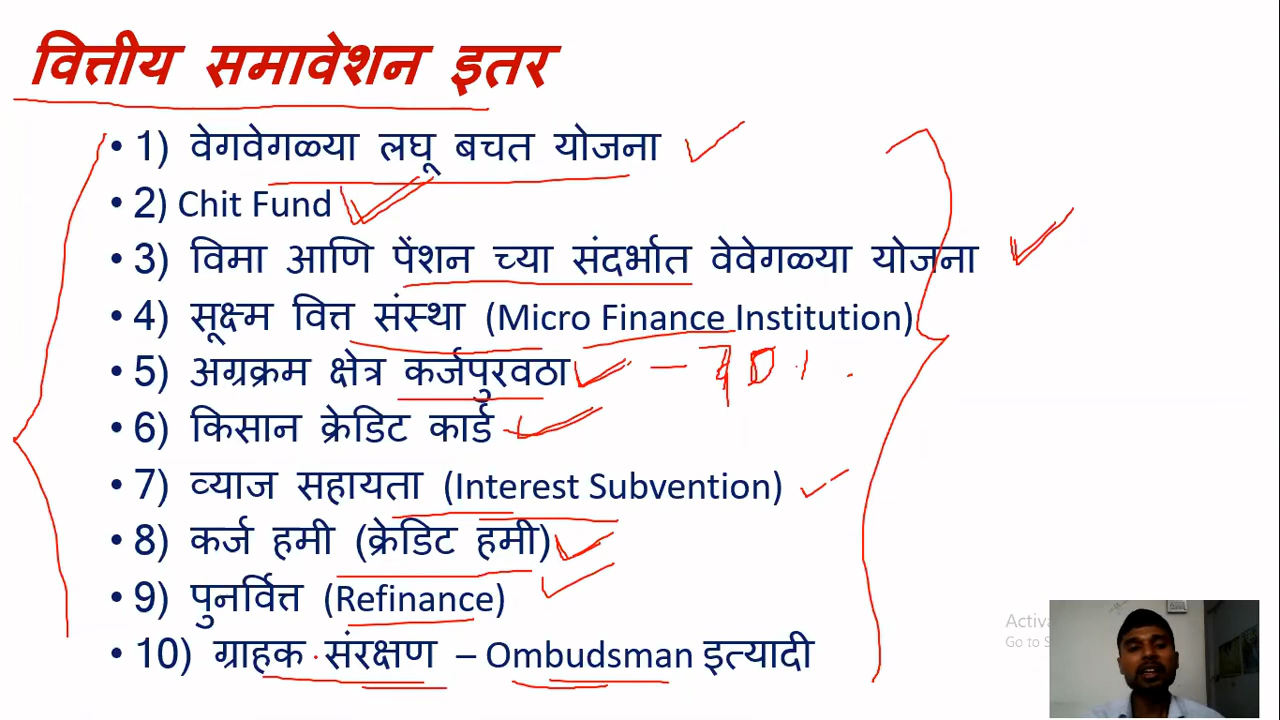 वित्तीय समावेशन इतर
• 1) वेगवेगळ्या लघू बचत योजना
• 2) Chit Fund
• 3) विमा आणि पेंशन च्या संदर्भात वेवेगळ्या योजना
• 4) सूक्ष्म वित्त संस्था (Micro Finance Institution)
• 5) अग्रक्रम क्षेत्र कर्जपुरवठा
• 6) किसान क्रेडिट कार्ड
• 7) व्याज सहायता (Interest Subvention)
• 8) कर्ज हमी (क्रेडिट हमी)
• 9) पुनर्वित्त (Refinance)
• 10) ग्राहक संरक्षण – Ombudsman इत्यादी
Go to S